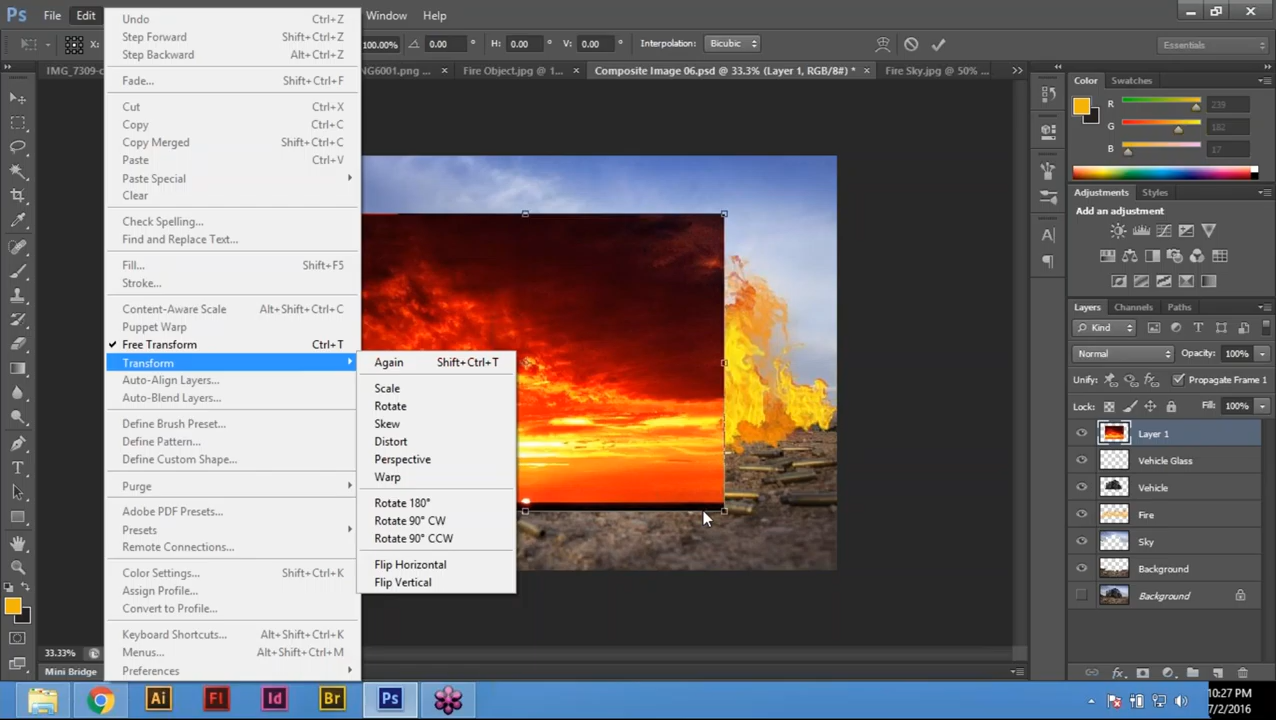 Ps File Edit Window Help
X: 100.00% 0.00 ° H: 0.00 ° V: 0.00 ° Interpolation: Bicubic Essentials
IMG_7309-c NG6001.png ... × Fire Object.jpg @ 1... × Composite Image 06.psd @ 33.3% (Layer 1, RGB/8#) * × Fire Sky.jpg @ 50% ...
Undo Ctrl+Z
Step Forward Shift+Ctrl+Z
Step Backward Alt+Ctrl+Z
Fade... Shift+Ctrl+F
Cut Ctrl+X
Copy Ctrl+C
Copy Merged Shift+Ctrl+C
Paste Ctrl+V
Paste Special
Clear
Check Spelling...
Find and Replace Text...
Fill... Shift+F5
Stroke...
Content-Aware Scale Alt+Shift+Ctrl+C
Puppet Warp
Free Transform Ctrl+T
Transform
Auto-Align Layers...
Auto-Blend Layers...
Define Brush Preset...
Define Pattern...
Define Custom Shape...
Purge
Adobe PDF Presets...
Presets
Remote Connections...
Color Settings... Shift+Ctrl+K
Assign Profile...
Convert to Profile...
Keyboard Shortcuts... Alt+Shift+Ctrl+K
Menus... Alt+Shift+Ctrl+M
Preferences
Again Shift+Ctrl+T
Scale
Rotate
Skew
Distort
Perspective
Warp
Rotate 180°
Rotate 90° CW
Rotate 90° CCW
Flip Horizontal
Flip Vertical
Color Swatches
R 239
G 182
B 17
Adjustments Styles
Add an adjustment
Layers Channels Paths
Kind
Normal Opacity: 100%
Unify: Propagate Frame 1
Lock: Fill: 100%
Layer 1
Vehicle Glass
Vehicle
Fire
Sky
Background
Background
33.33%
Mini Bridge
Ai Fl Id Br Ps
10:27 PM
7/2/2016